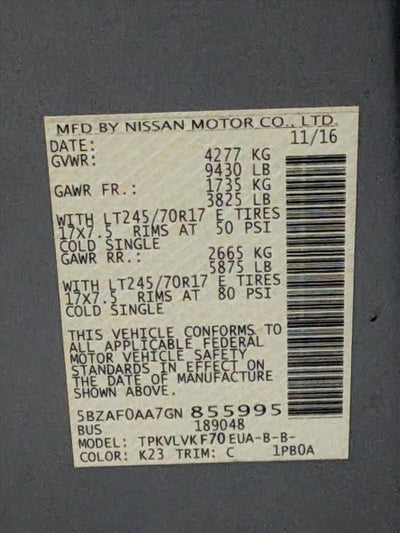 MFD BY NISSAN MOTOR CO., LTD.
DATE: 11/16
GVWR: 4277 KG
9430 LB
GAWR FR.: 1735 KG
3825 LB
WITH LT245/70R17 E TIRES
17X7.5 RIMS AT 50 PSI
COLD SINGLE
GAWR RR.: 2665 KG
5875 LB
WITH LT245/70R17 E TIRES
17X7.5 RIMS AT 80 PSI
COLD SINGLE
THIS VEHICLE CONFORMS TO
ALL APPLICABLE FEDERAL
MOTOR VEHICLE SAFETY
STANDARDS IN EFFECT ON
THE DATE OF MANUFACTURE
SHOWN ABOVE.
5BZAF0AA7GN 855995
BUS 189048
MODEL: TPKVLVK F70 EUA-B-B-
COLOR: K23 TRIM: C 1PB0A